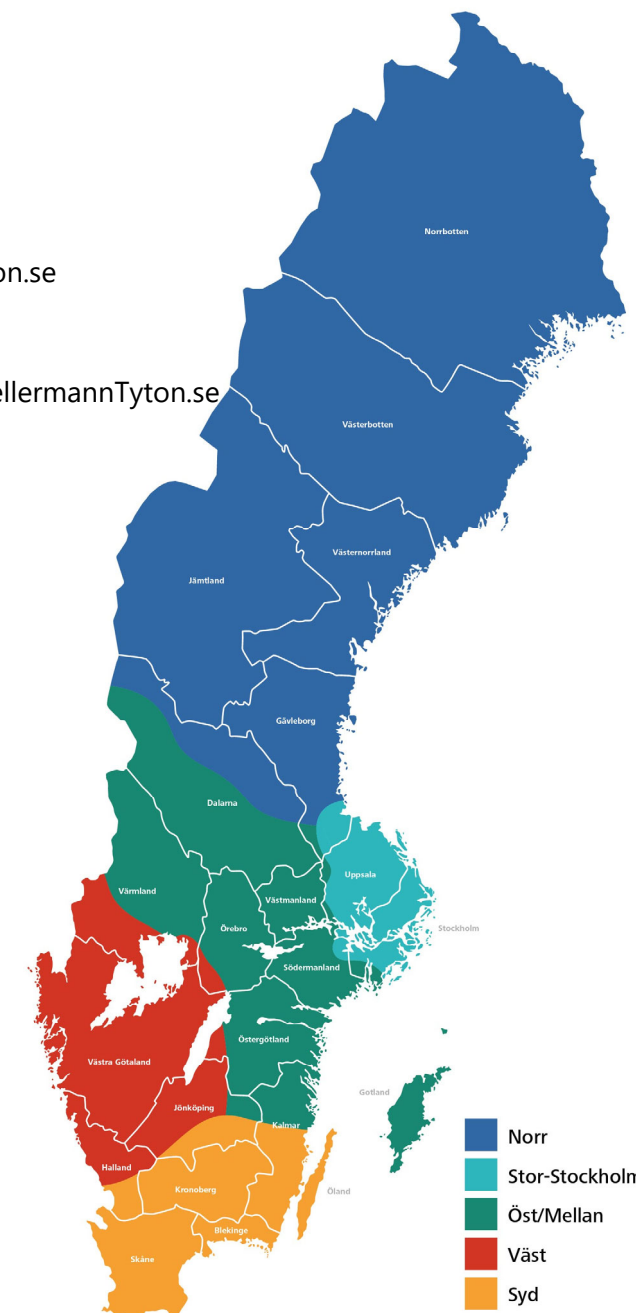 Norrbotten
on.se
ellermannTyton.se
Västerbotten
Västernorrland
Jämtland
Gävleborg
Dalarna
Uppsala
Värmland
Västmanland
Örebro
Stockholm
Södermanland
Östergötland
Västra Götaland
Gotland
Jönköping
Kalmar
Halland
Kronoberg
Öland
Blekinge
Skåne
Norr
Stor-Stockholm
Öst/Mellan
Väst
Syd